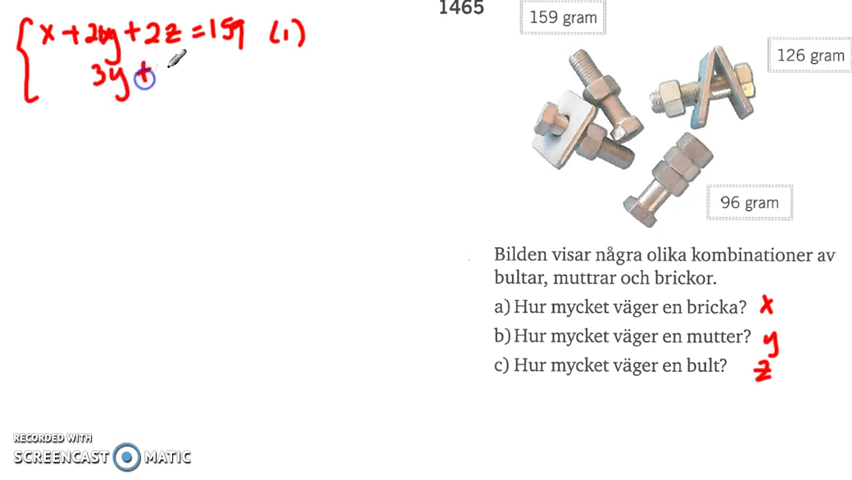 x + 2y + 2z = 159 (1)
3y +
1465
159 gram
126 gram
96 gram
Bilden visar några olika kombinationer av
bultar, muttrar och brickor.
a) Hur mycket väger en bricka? x
b) Hur mycket väger en mutter? y
c) Hur mycket väger en bult? z
RECORDED WITH
SCREENCAST MATIC